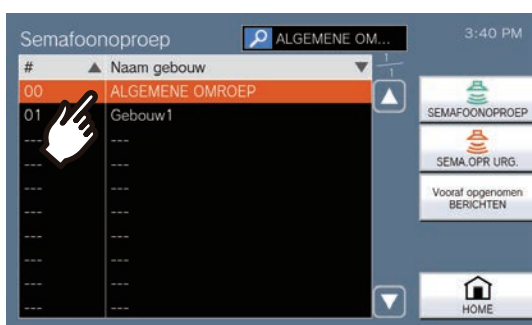 Semafoonoproep
ALGEMENE OM...
3:40 PM
# Naam gebouw
1
1
00 ALGEMENE OMROEP
01 Gebouw1
--- ---
--- ---
--- ---
--- ---
--- ---
--- ---
--- ---
--- ---
SEMAFOONOPROEP
SEMA.OPR URG.
Vooraf opgenomen
BERICHTEN
HOME